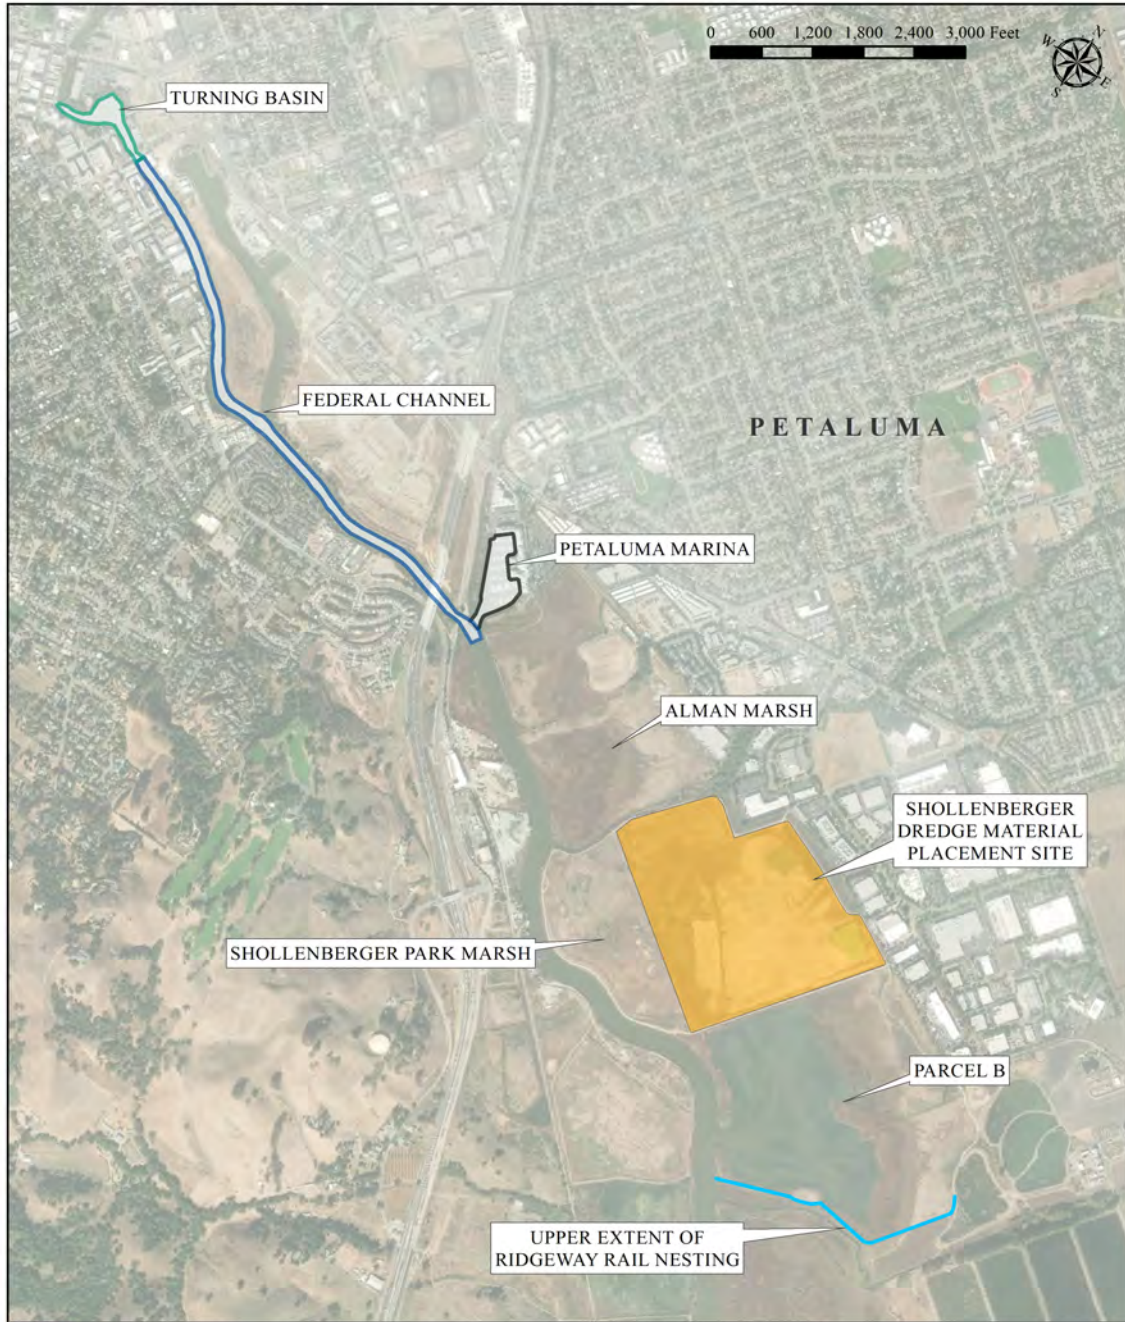 0 600 1,200 1,800 2,400 3,000 Feet
N
W
E
S
TURNING BASIN
FEDERAL CHANNEL
PETALUMA
PETALUMA MARINA
ALMAN MARSH
SHOLLENBERGER
DREDGE MATERIAL
PLACEMENT SITE
SHOLLENBERGER PARK MARSH
PARCEL B
UPPER EXTENT OF
RIDGEWAY RAIL NESTING